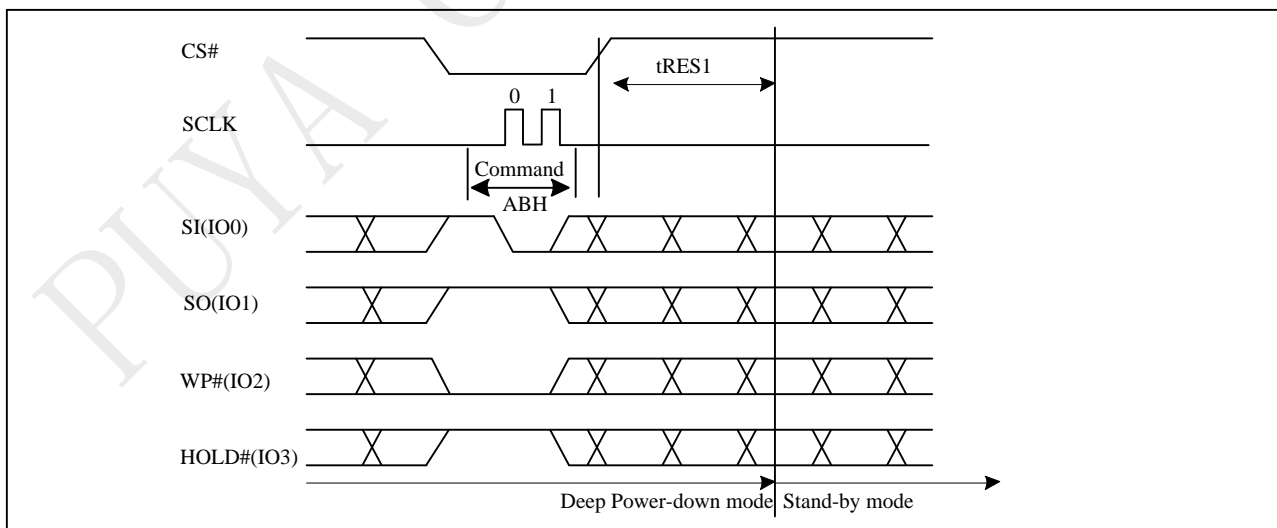 CS#
tRES1
0 1
SCLK
Command
ABH
SI(IO0)
SO(IO1)
WP#(IO2)
HOLD#(IO3)
Deep Power-down mode Stand-by mode
PUYA